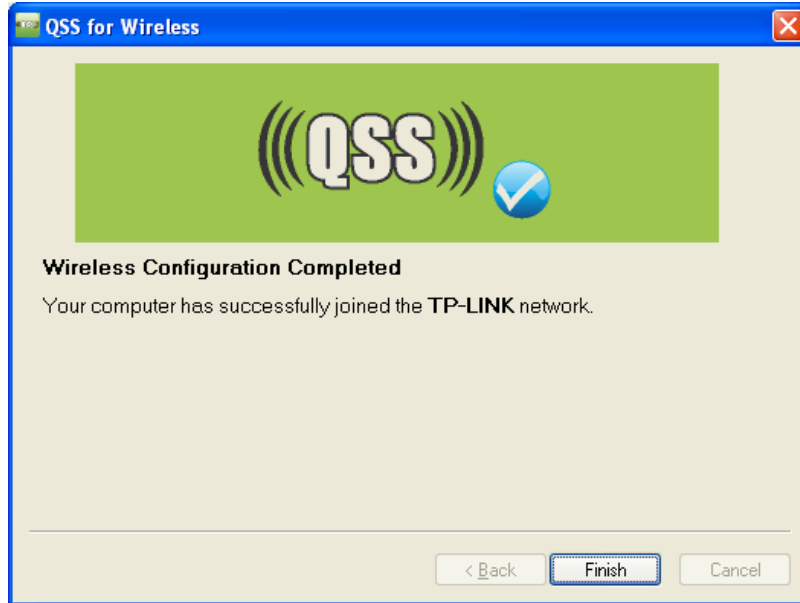 QSS for Wireless
QSS
Wireless Configuration Completed
Your computer has successfully joined the TP-LINK network.
< Back
Finish
Cancel